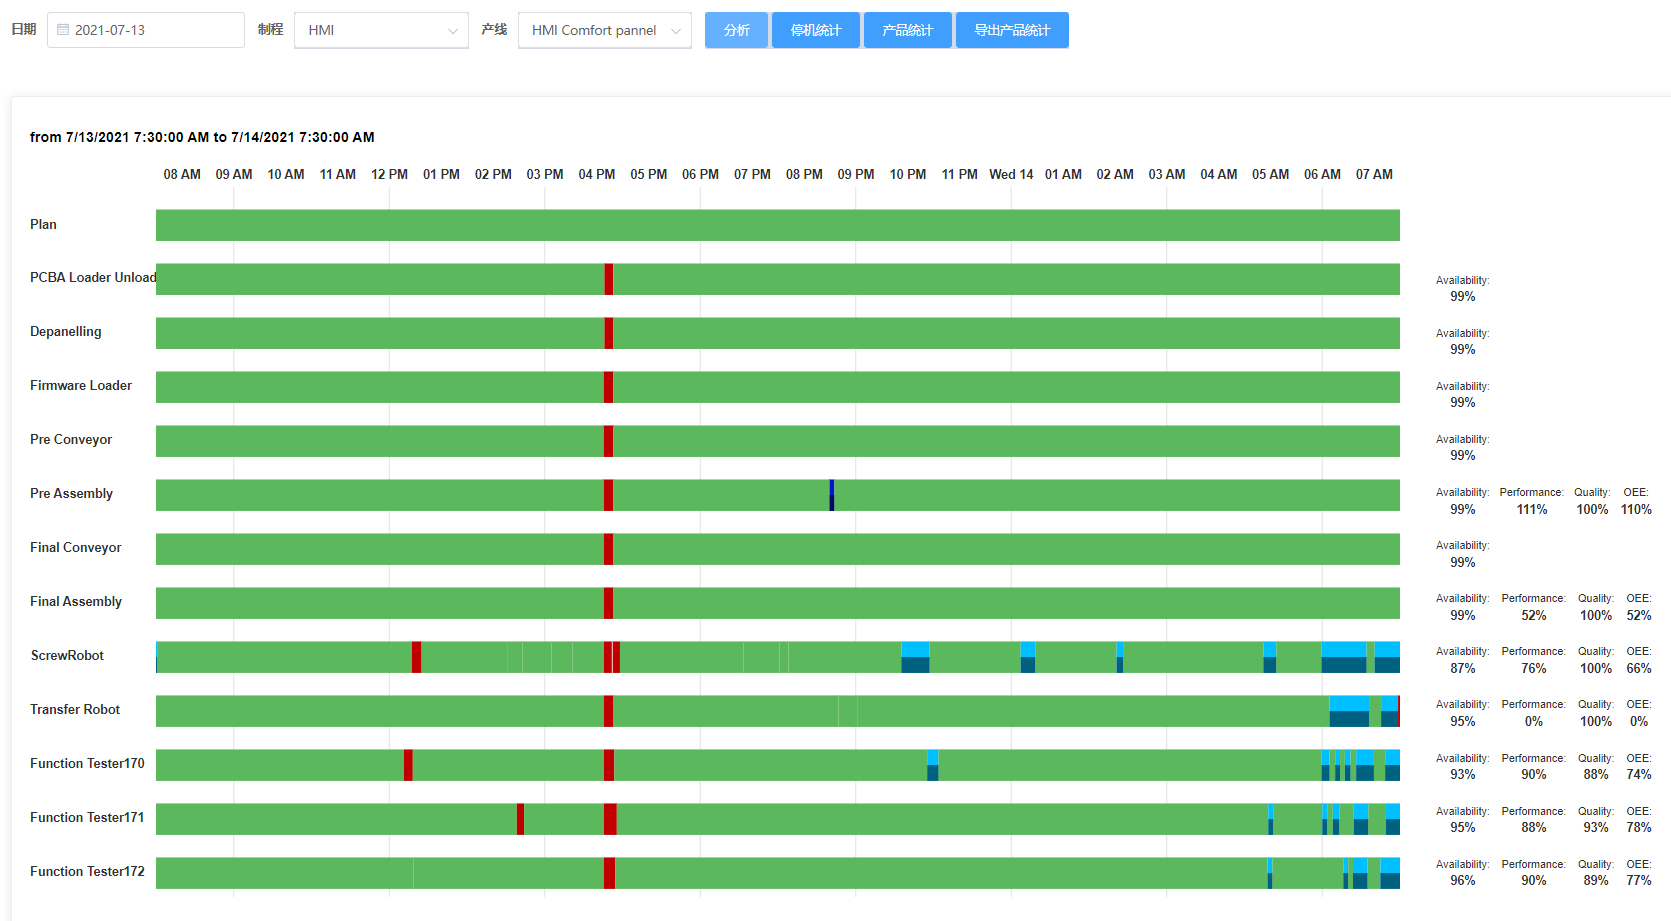 日期 2021-07-13 制程 HMI 产线 HMI Comfort pannel 分析 停机统计 产品统计 导出产品统计
from 7/13/2021 7:30:00 AM to 7/14/2021 7:30:00 AM
08 AM 09 AM 10 AM 11 AM 12 PM 01 PM 02 PM 03 PM 04 PM 05 PM 06 PM 07 PM 08 PM 09 PM 10 PM 11 PM Wed 14 01 AM 02 AM 03 AM 04 AM 05 AM 06 AM 07 AM
Plan
PCBA Loader Unload
Availability:
99%
Depanelling
Availability:
99%
Firmware Loader
Availability:
99%
Pre Conveyor
Availability:
99%
Pre Assembly
Availability: Performance: Quality: OEE:
99% 111% 100% 110%
Final Conveyor
Availability:
99%
Final Assembly
Availability: Performance: Quality: OEE:
99% 52% 100% 52%
ScrewRobot
Availability: Performance: Quality: OEE:
87% 76% 100% 66%
Transfer Robot
Availability: Performance: Quality: OEE:
95% 0% 100% 0%
Function Tester170
Availability: Performance: Quality: OEE:
93% 90% 88% 74%
Function Tester171
Availability: Performance: Quality: OEE:
95% 88% 93% 78%
Function Tester172
Availability: Performance: Quality: OEE:
96% 90% 89% 77%